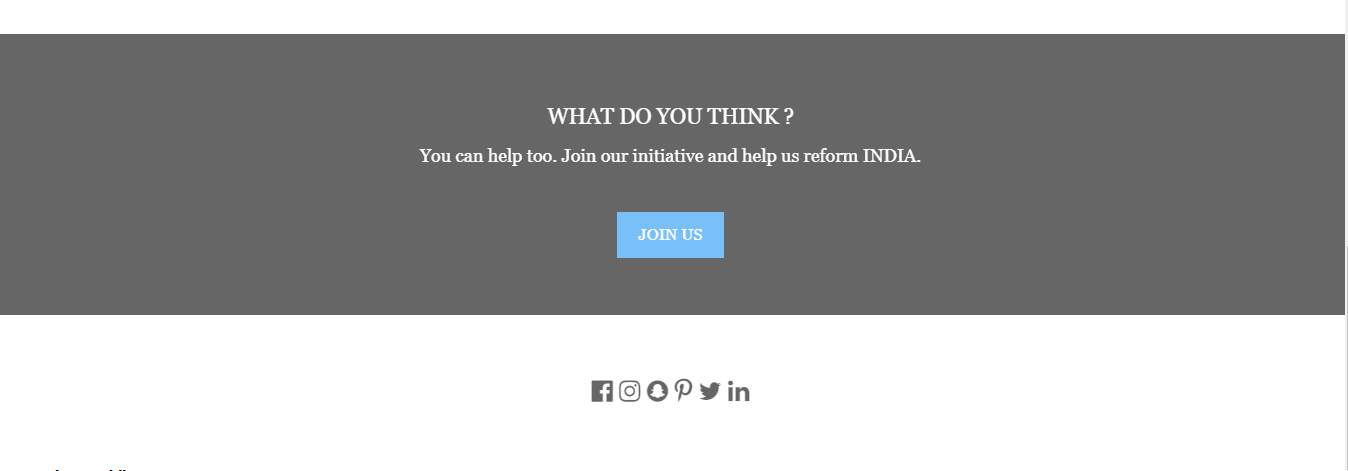 WHAT DO YOU THINK ?
You can help too. Join our initiative and help us reform INDIA.
JOIN US